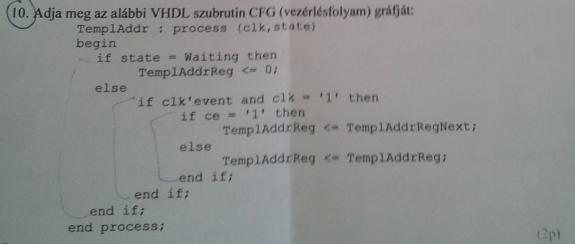 10. Adja meg az alábbi VHDL szubrutin CFG (vezérlésfolyam) gráfját:
TemplAddr : process (clk,state)
begin
if state = Waiting then
TemplAddrReg <= 0;
else
if clk'event and clk = '1' then
if ce = '1' then
TemplAddrReg <= TemplAddrRegNext;
else
TemplAddrReg <= TemplAddrReg;
end if;
end if;
end if;
end process;
(2p)